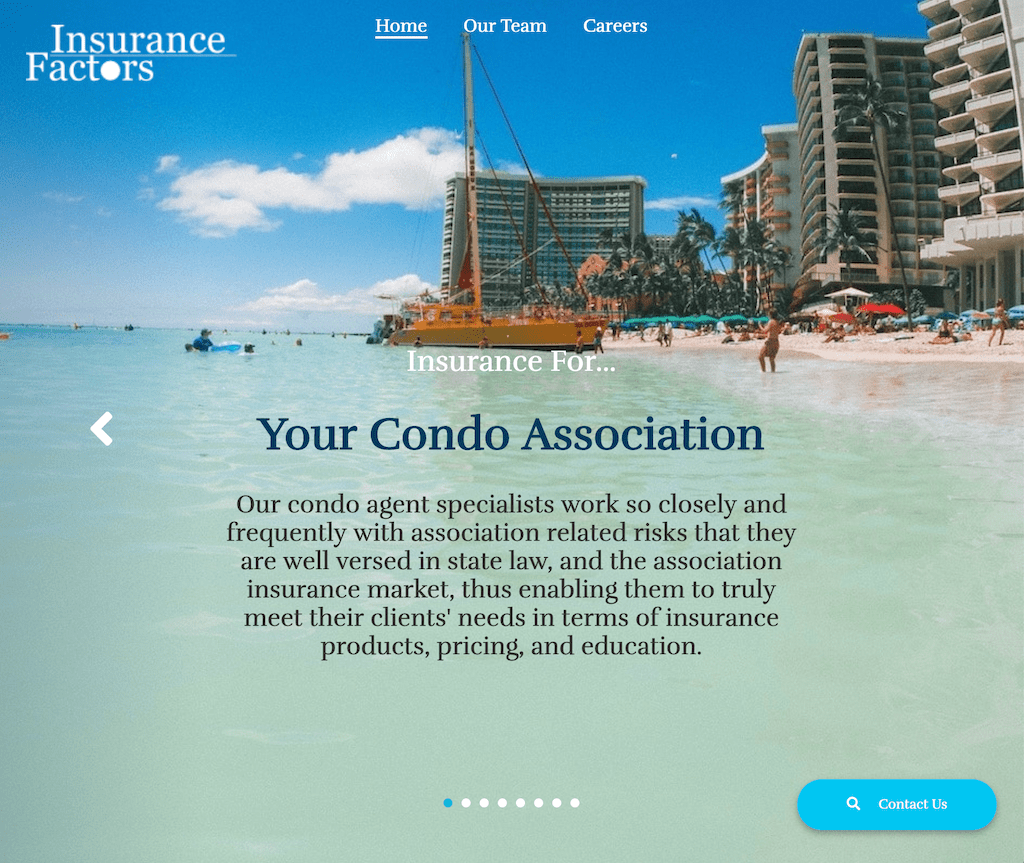 Insurance
Factors
Home
Our Team
Careers
Insurance For...
Your Condo Association
Our condo agent specialists work so closely and
frequently with association related risks that they
are well versed in state law, and the association
insurance market, thus enabling them to truly
meet their clients' needs in terms of insurance
products, pricing, and education.
Contact Us